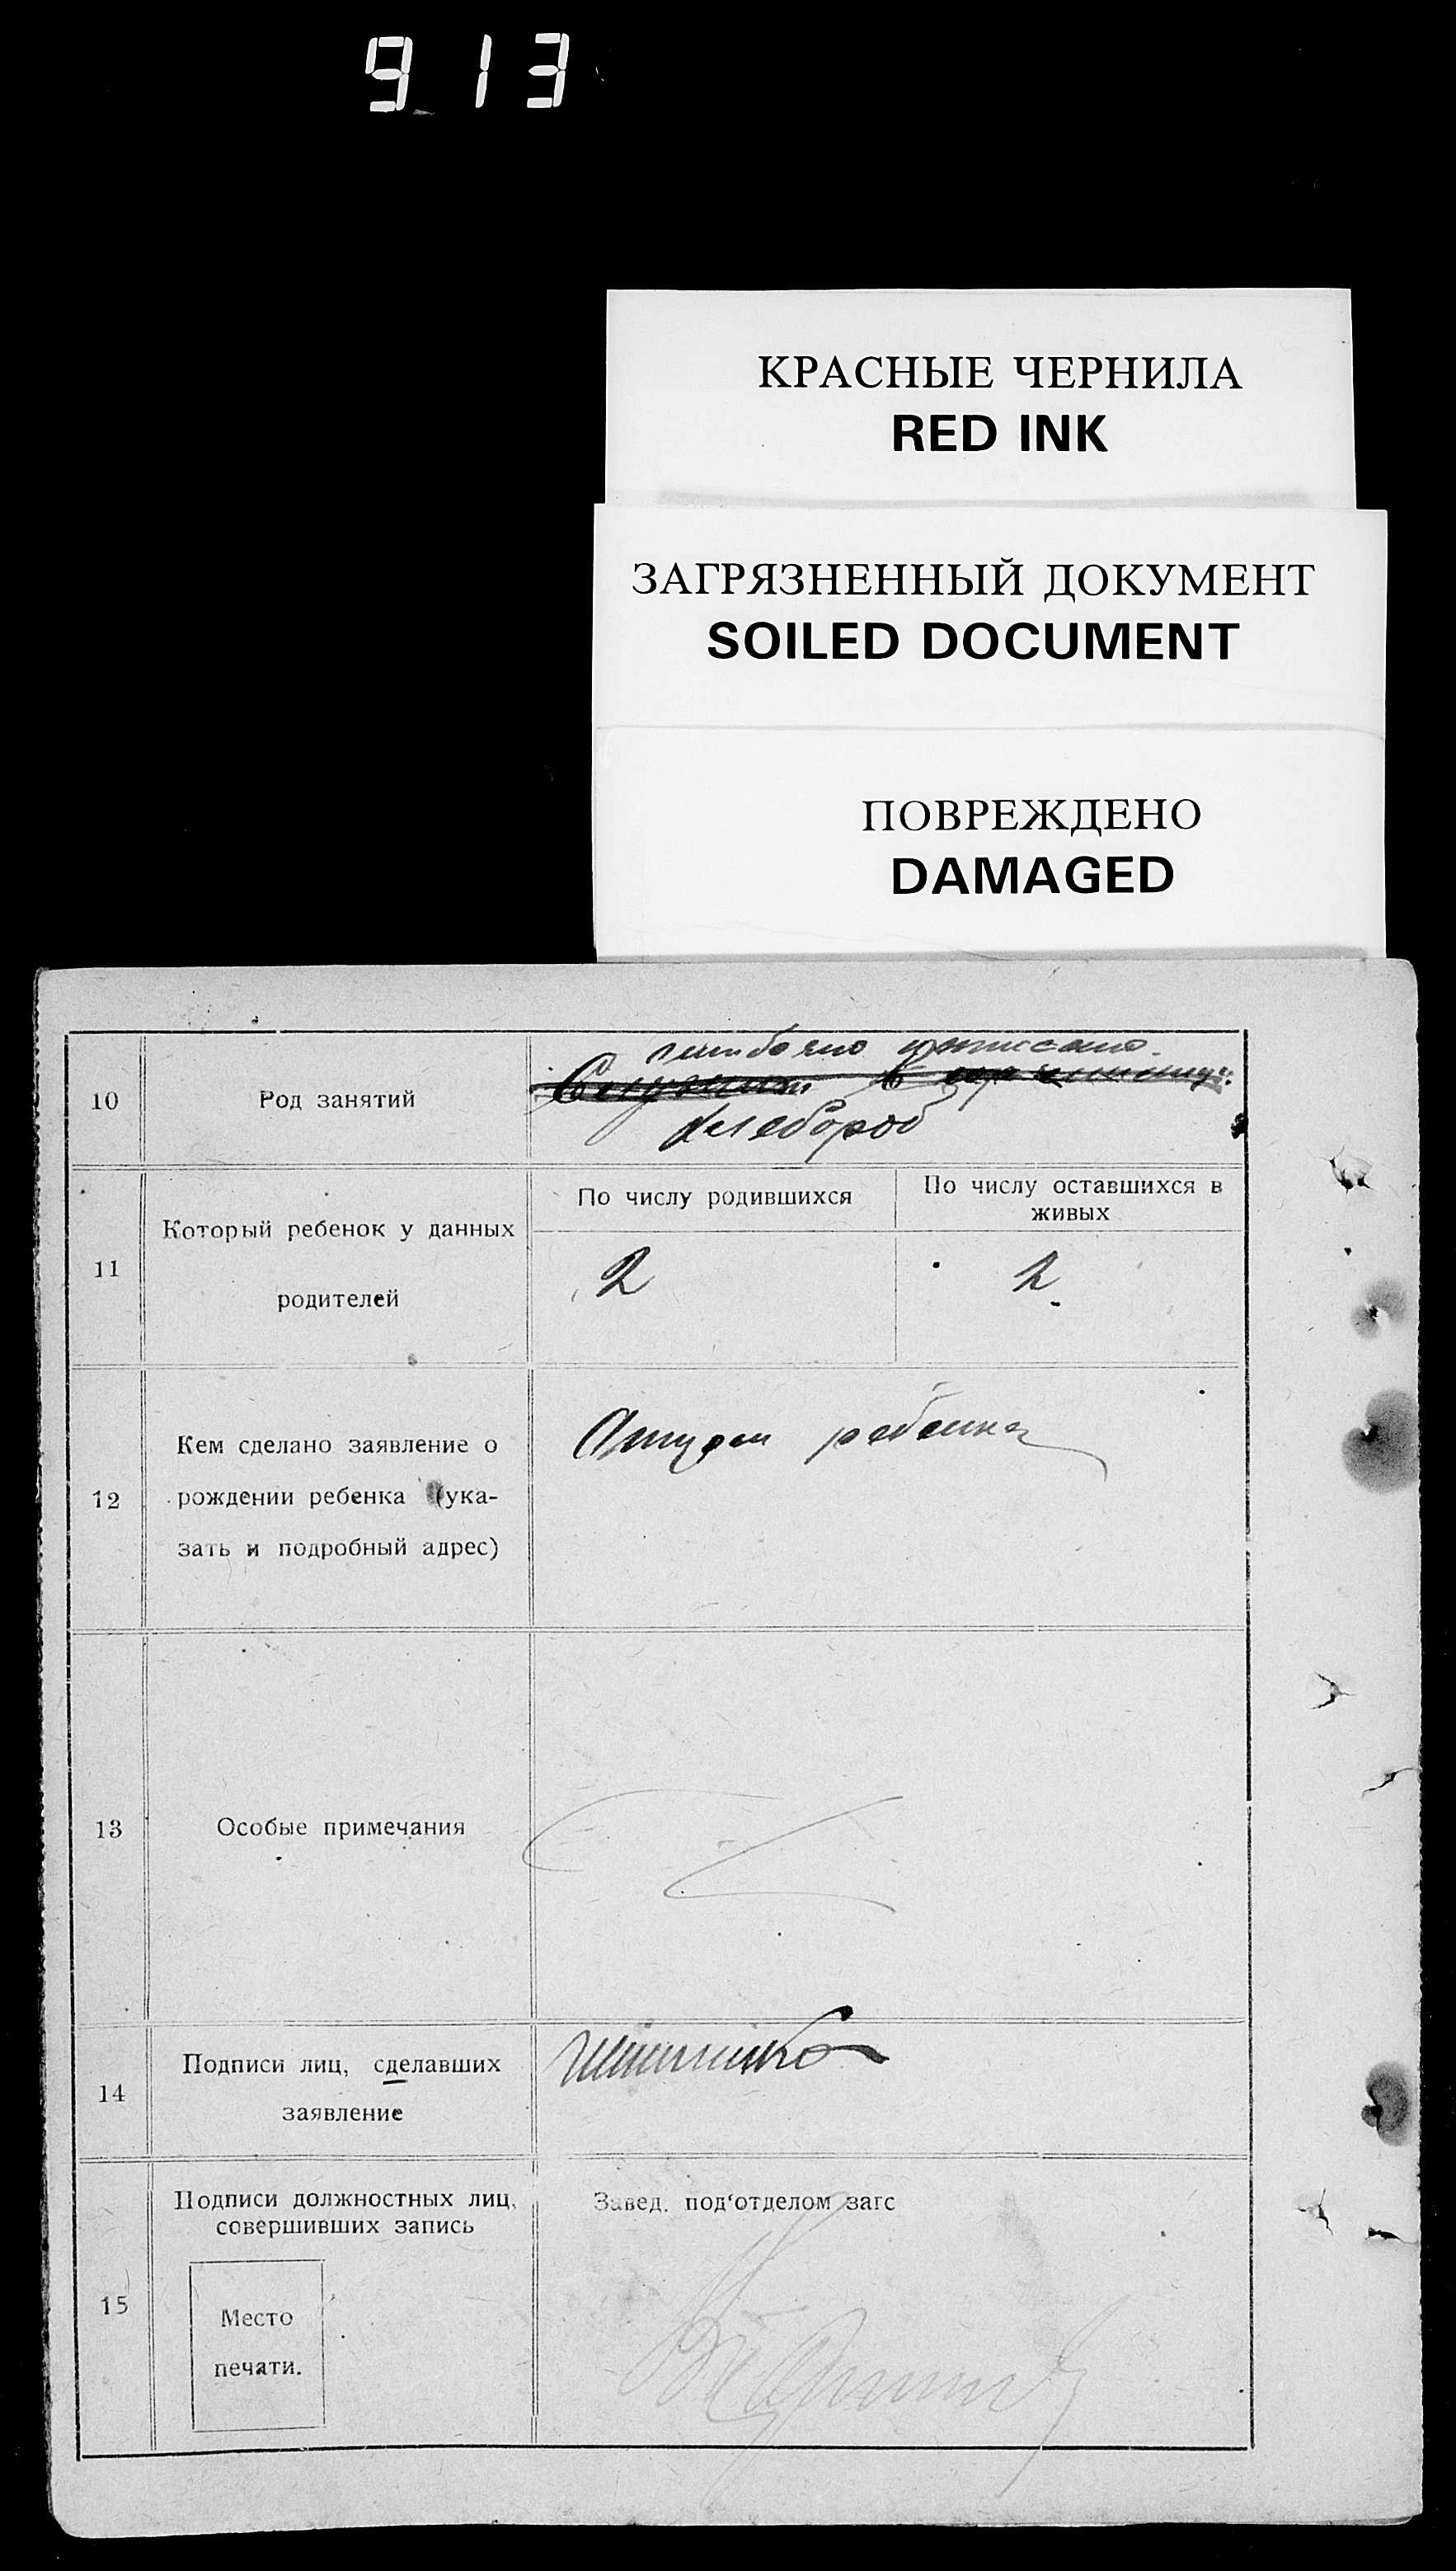 913
КРАСНЫЕ ЧЕРНИЛА
RED INK
ЗАГРЯЗНЕННЫЙ ДОКУМЕНТ
SOILED DOCUMENT
ПОВРЕЖДЕНО
DAMAGED
10
Род занятий
Служит в
Хлебороб
11
Который ребенок у данных
родителей
По числу родившихся
По числу оставшихся в
живых
2
2
12
Кем сделано заявление о
рождении ребенка (ука-
зать и подробный адрес)
Отцом ребенка
13
Особые примечания
14
Подписи лиц, сделавших
заявление
15
Подписи должностных лиц,
совершивших запись
Место
печати.
Завед. под'отделом загс